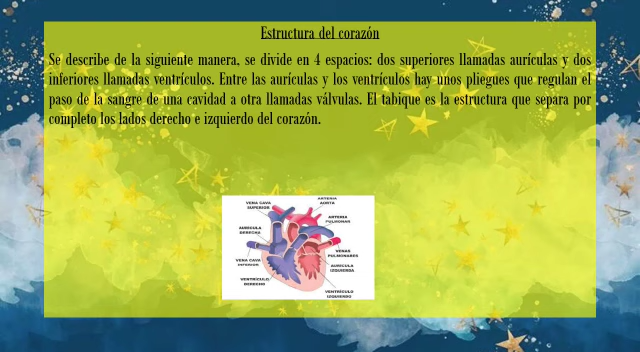 Estructura del corazón
Se describe de la siguiente manera, se divide en 4 espacios: dos superiores llamadas aurículas y dos
inferiores llamadas ventrículos. Entre las aurículas y los ventrículos hay unos pliegues que regulan el
paso de la sangre de una cavidad a otra llamadas válvulas. El tabique es la estructura que separa por
completo los lados derecho e izquierdo del corazón.
VENA CAVA
SUPERIOR
ARTERIA
AORTA
ARTERIA
PULMONAR
AURICULA
DERECHA
VENAS
PULMONARES
VENA CAVA
INFERIOR
AURICULA
IZQUIERDA
VENTRÍCULO
DERECHO
VENTRÍCULO
IZQUIERDO